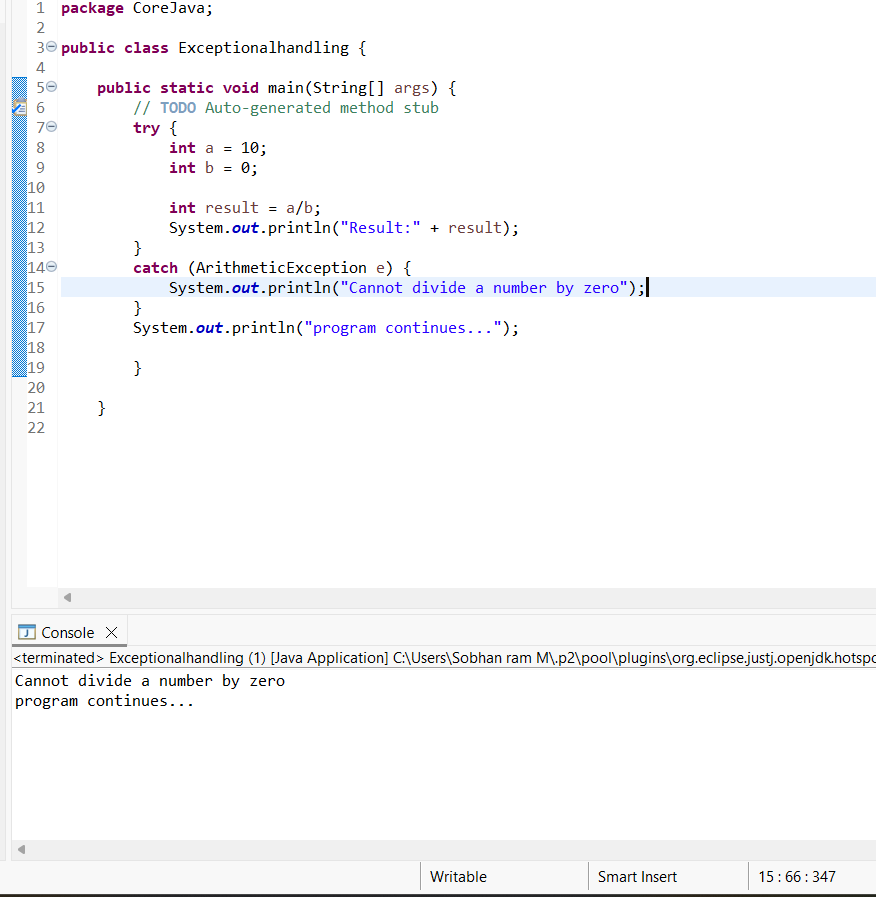 1 package CoreJava;
2
3 public class Exceptionalhandling {
4
5     public static void main(String[] args) {
6         // TODO Auto-generated method stub
7         try {
8             int a = 10;
9             int b = 0;
10
11             int result = a/b;
12             System.out.println("Result:" + result);
13         }
14         catch (ArithmeticException e) {
15             System.out.println("Cannot divide a number by zero");
16         }
17         System.out.println("program continues...");
18
19         }
20
21     }
22
Console
<terminated> Exceptionalhandling (1) [Java Application] C:\Users\Sobhan ram M\.p2\pool\plugins\org.eclipse.justj.openjdk.hotspo
Cannot divide a number by zero
program continues...
Writable Smart Insert 15 : 66 : 347